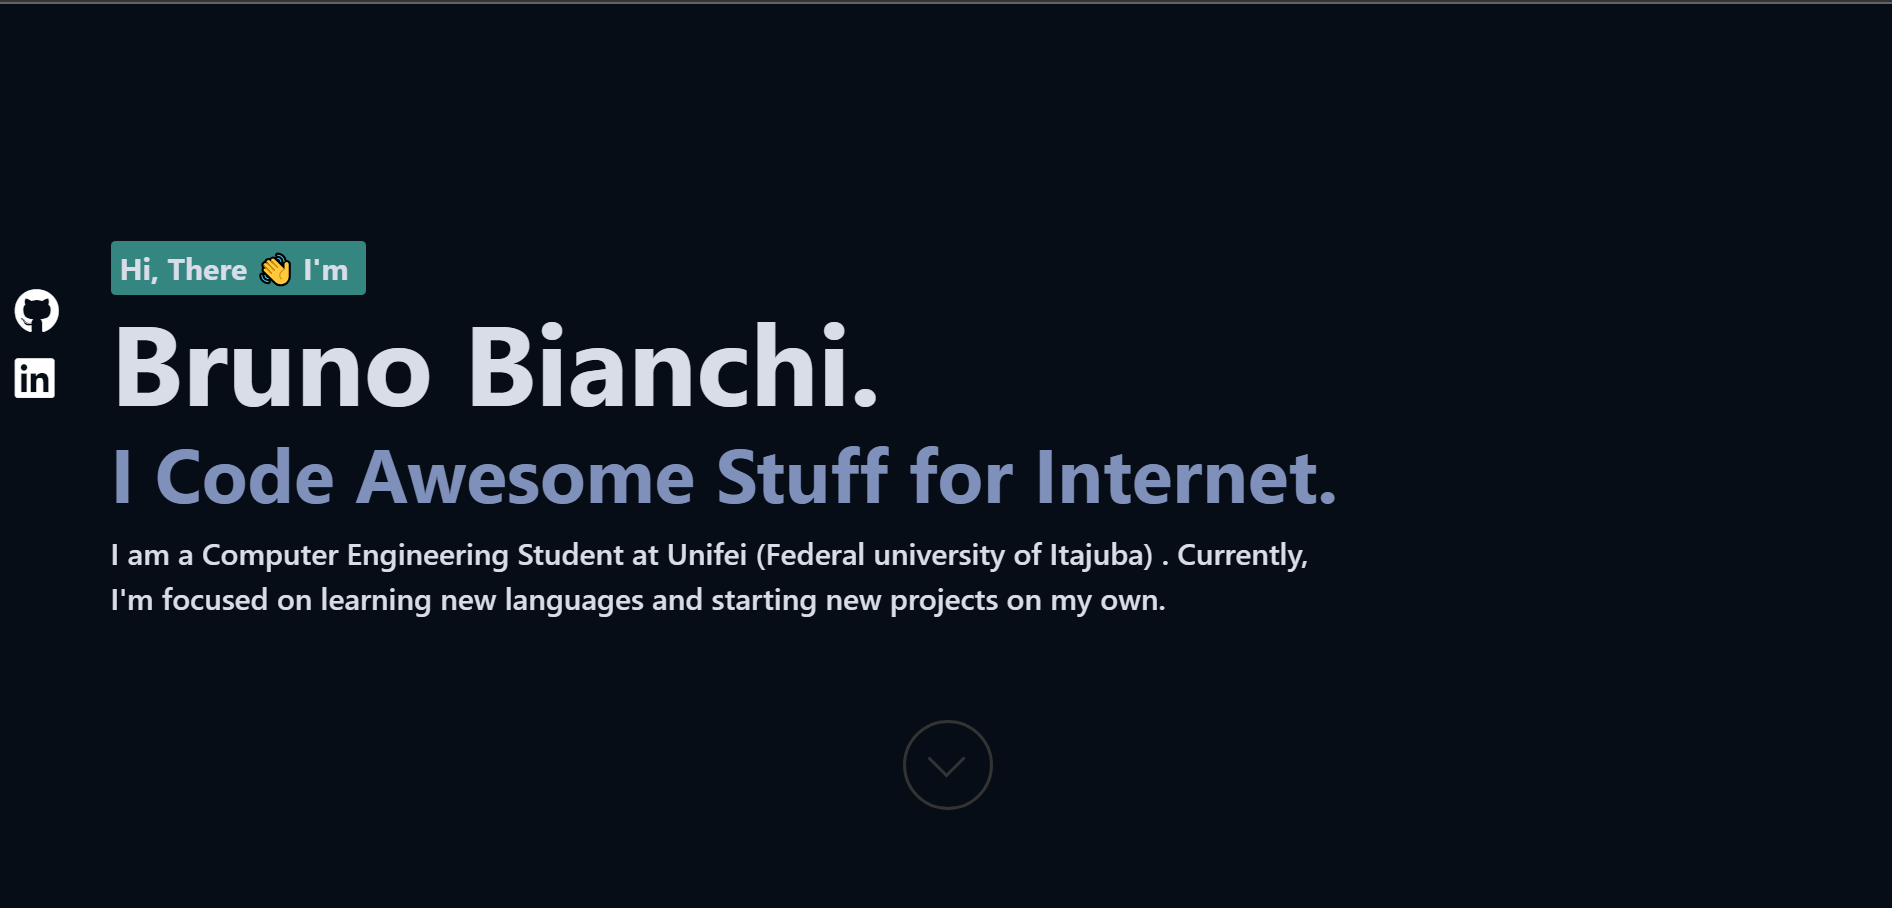 Hi, There 👋 I'm
in
Bruno Bianchi.
I Code Awesome Stuff for Internet.
I am a Computer Engineering Student at Unifei (Federal university of Itajuba) . Currently,
I'm focused on learning new languages and starting new projects on my own.